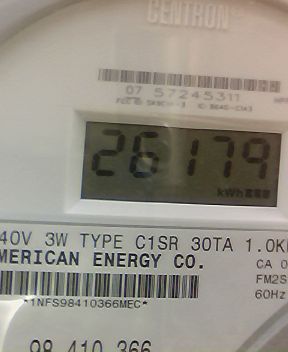 CENTRON
07 57245311
26179
kWh
40V 3W TYPE C1SR 30TA 1.0K
MERICAN ENERGY CO.
CA 0
FM2S
60Hz
*1NFS98410366MEC*
98 410 366